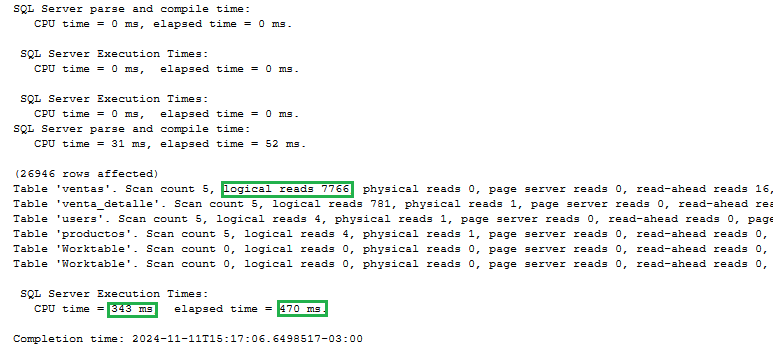 SQL Server parse and compile time:
CPU time = 0 ms, elapsed time = 0 ms.
SQL Server Execution Times:
CPU time = 0 ms,  elapsed time = 0 ms.
SQL Server Execution Times:
CPU time = 0 ms,  elapsed time = 0 ms.
SQL Server parse and compile time:
CPU time = 31 ms, elapsed time = 52 ms.
(26946 rows affected)
Table 'ventas'. Scan count 5, logical reads 7766 physical reads 0, page server reads 0, read-ahead reads 16,
Table 'venta_detalle'. Scan count 5, logical reads 781, physical reads 1, page server reads 0, read-ahead rea
Table 'users'. Scan count 5, logical reads 4, physical reads 1, page server reads 0, read-ahead reads 0, page
Table 'productos'. Scan count 5, logical reads 4, physical reads 1, page server reads 0, read-ahead reads 0,
Table 'Worktable'. Scan count 0, logical reads 0, physical reads 0, page server reads 0, read-ahead reads 0,
Table 'Worktable'. Scan count 0, logical reads 0, physical reads 0, page server reads 0, read-ahead reads 0,
SQL Server Execution Times:
CPU time = 343 ms  elapsed time = 470 ms.
Completion time: 2024-11-11T15:17:06.6498517-03:00